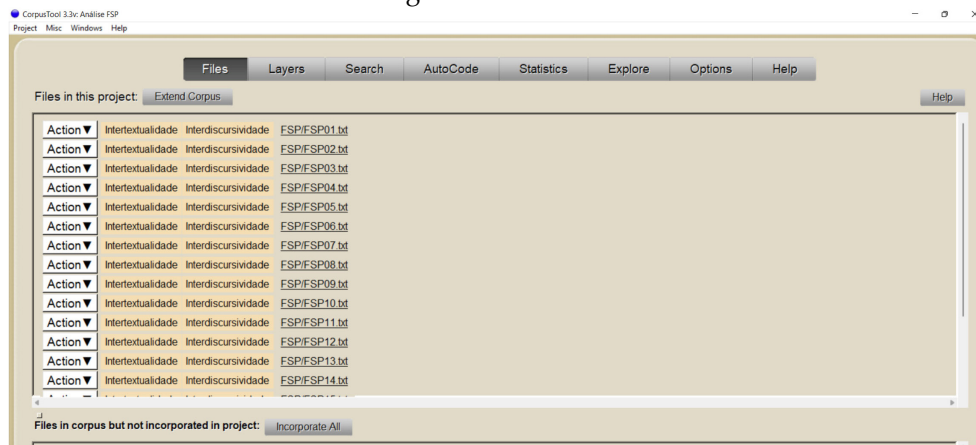 CorpusTool 3.3v: Análise FSP
Project Misc Windows Help
Files Layers Search AutoCode Statistics Explore Options Help
Files in this project: Extend Corpus Help
Action▼ Intertextualidade Interdiscursividade FSP/FSP01.txt
Action▼ Intertextualidade Interdiscursividade FSP/FSP02.txt
Action▼ Intertextualidade Interdiscursividade FSP/FSP03.txt
Action▼ Intertextualidade Interdiscursividade FSP/FSP04.txt
Action▼ Intertextualidade Interdiscursividade FSP/FSP05.txt
Action▼ Intertextualidade Interdiscursividade FSP/FSP06.txt
Action▼ Intertextualidade Interdiscursividade FSP/FSP07.txt
Action▼ Intertextualidade Interdiscursividade FSP/FSP08.txt
Action▼ Intertextualidade Interdiscursividade FSP/FSP09.txt
Action▼ Intertextualidade Interdiscursividade FSP/FSP10.txt
Action▼ Intertextualidade Interdiscursividade FSP/FSP11.txt
Action▼ Intertextualidade Interdiscursividade FSP/FSP12.txt
Action▼ Intertextualidade Interdiscursividade FSP/FSP13.txt
Action▼ Intertextualidade Interdiscursividade FSP/FSP14.txt
Files in corpus but not incorporated in project: Incorporate All